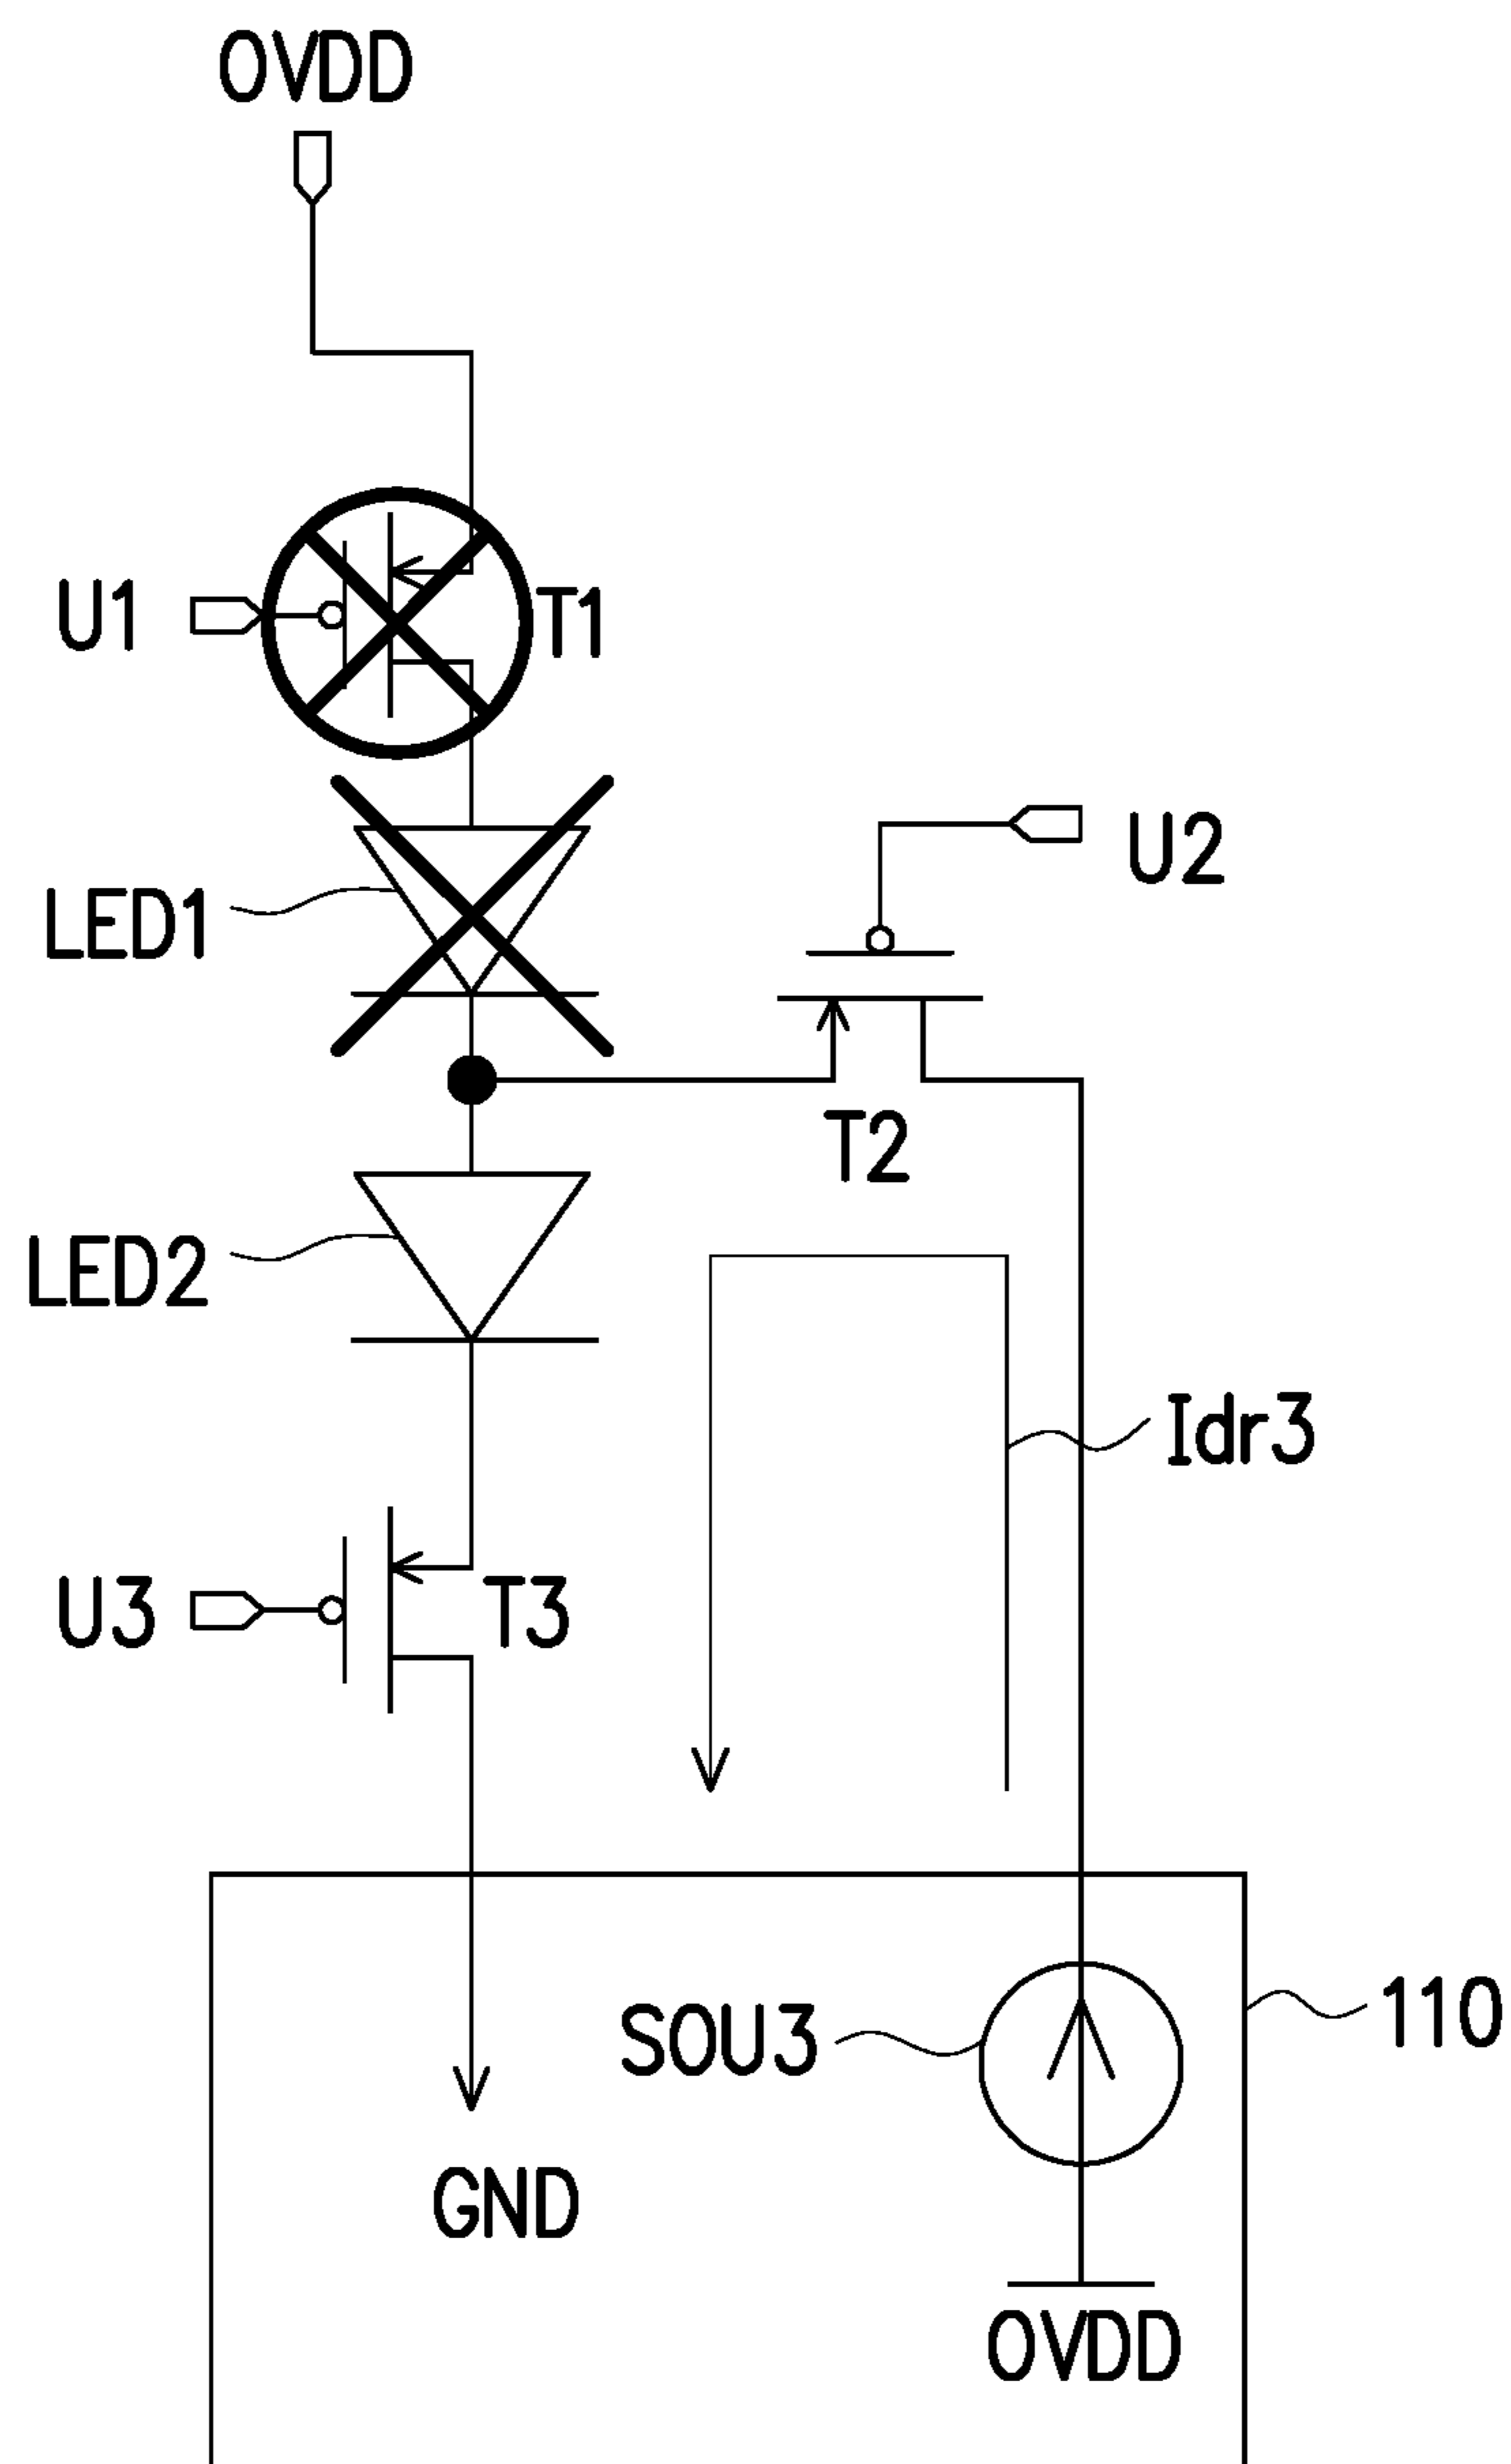 OVDD
U1
T1
U2
LED1
T2
LED2
Idr3
U3
T3
SOU3
110
GND
OVDD